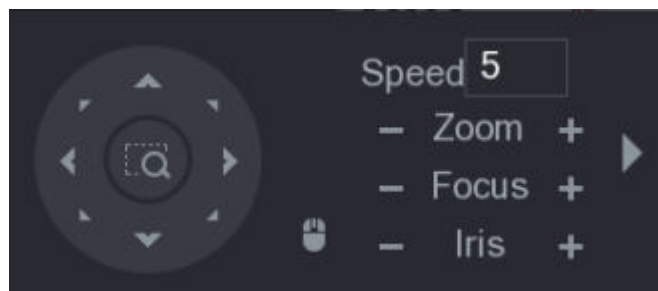 Speed 5
− Zoom +
− Focus +
− Iris +